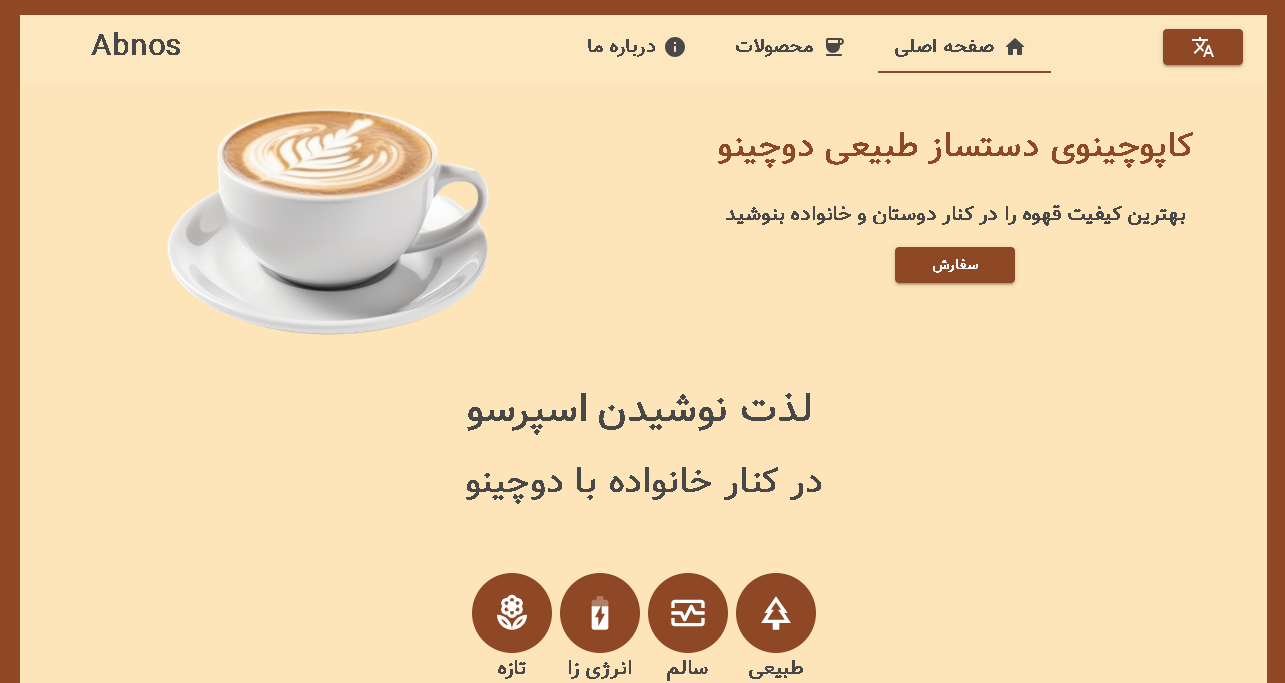 صفحه اصلی
محصولات
درباره ما
Abnos
کاپوچینوی دستساز طبیعی دوچینو
بهترین کیفیت قهوه را در کنار دوستان و خانواده بنوشید
سفارش
لذت نوشیدن اسپرسو
در کنار خانواده با دوچینو
طبیعی
سالم
انرژی زا
تازه